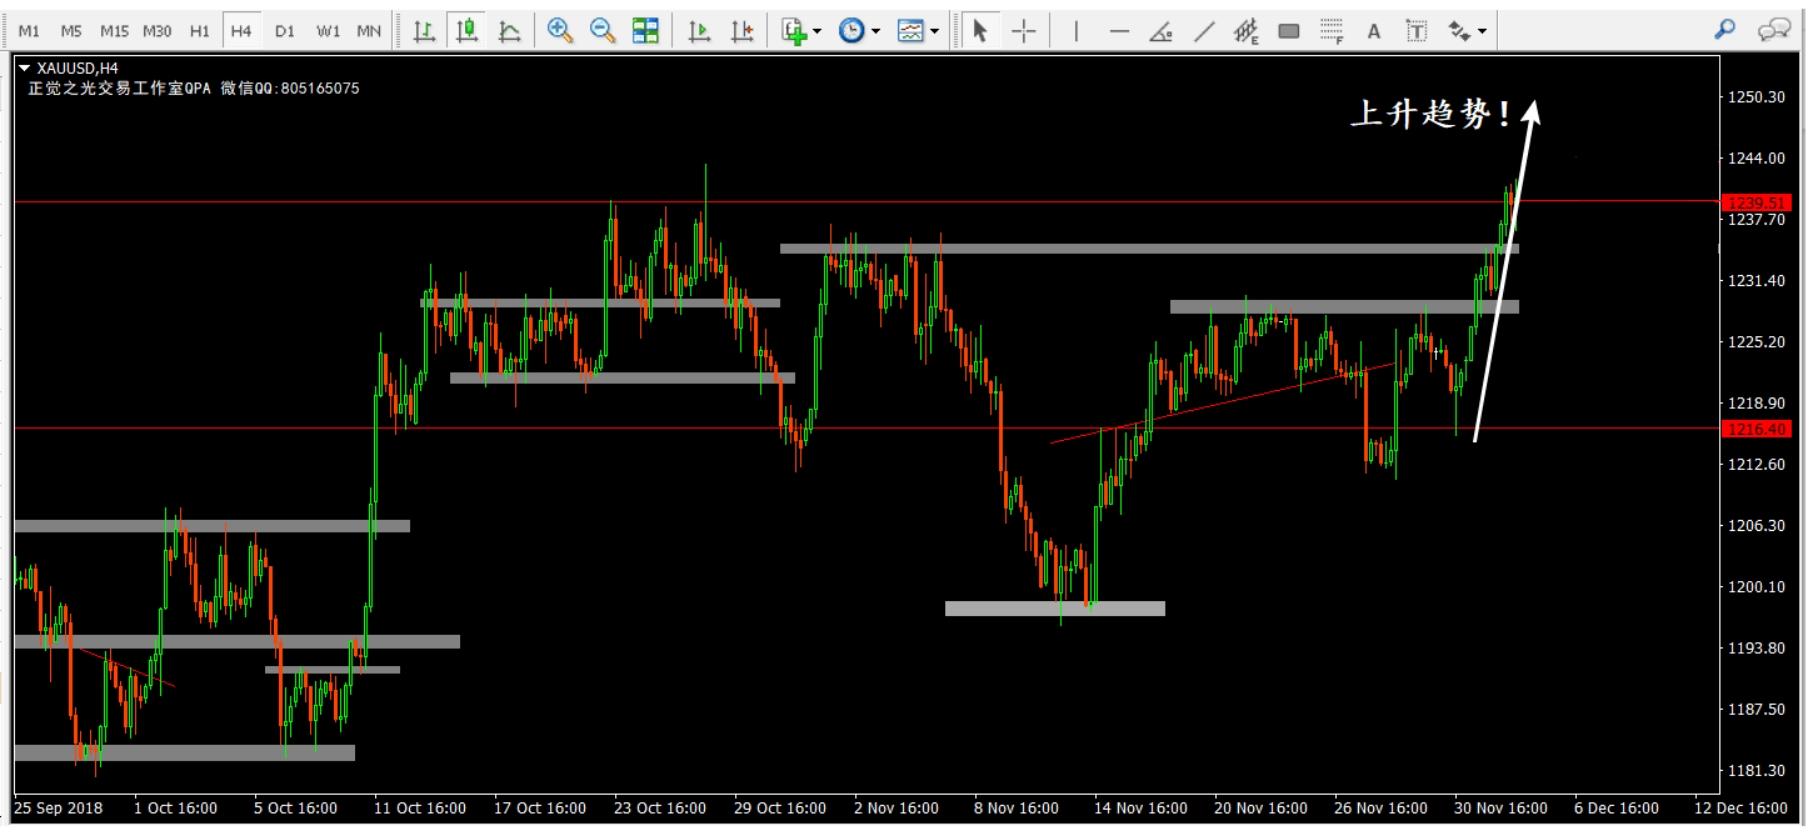 M1 M5 M15 M30 H1 H4 D1 W1 MN
XAUUSD,H4
正觉之光交易工作室QPA 微信QQ:805165075
上升趋势!
1250.30
1244.00
1239.51
1237.70
1231.40
1225.20
1218.90
1216.40
1212.60
1206.30
1200.10
1193.80
1187.50
1181.30
25 Sep 2018 1 Oct 16:00 5 Oct 16:00 11 Oct 16:00 17 Oct 16:00 23 Oct 16:00 29 Oct 16:00 2 Nov 16:00 8 Nov 16:00 14 Nov 16:00 20 Nov 16:00 26 Nov 16:00 30 Nov 16:00 6 Dec 16:00 12 Dec 16:00